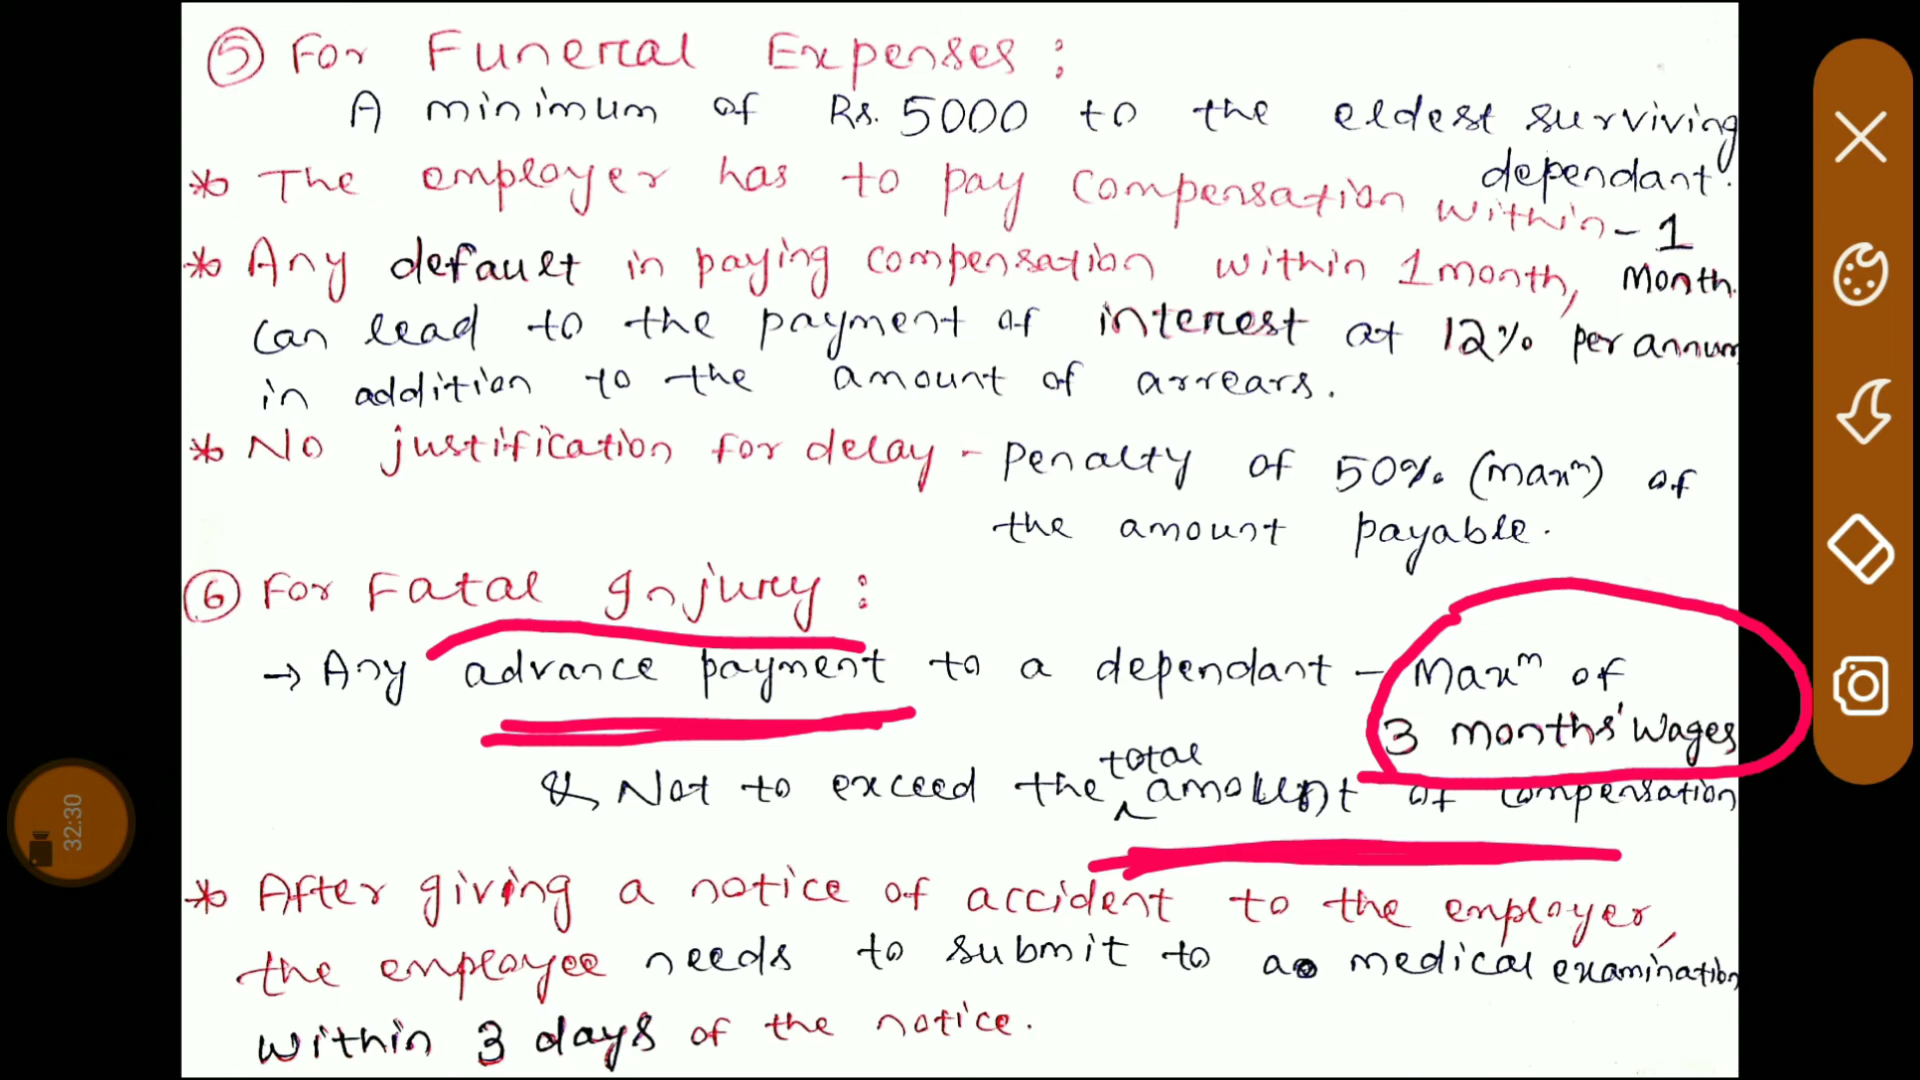 ⑤ For Funeral Expenses :
A minimum of Rs. 5000 to the eldest surviving dependant.
* The employer has to pay compensation within - 1 Month.
* Any default in paying compensation within 1 month,
can lead to the payment of interest at 12% per annum
in addition to the amount of arrears.
* No justification for delay - Penalty of 50% (maxᵐ) of
the amount payable.
⑥ For Fatal Injury :
→ Any advance payment to a dependant - Maxᵐ of
3 months' wages
& Not to exceed the total amount of compensation
* After giving a notice of accident to the employer,
the employee needs to submit to a medical examination
within 3 days of the notice.
32:30